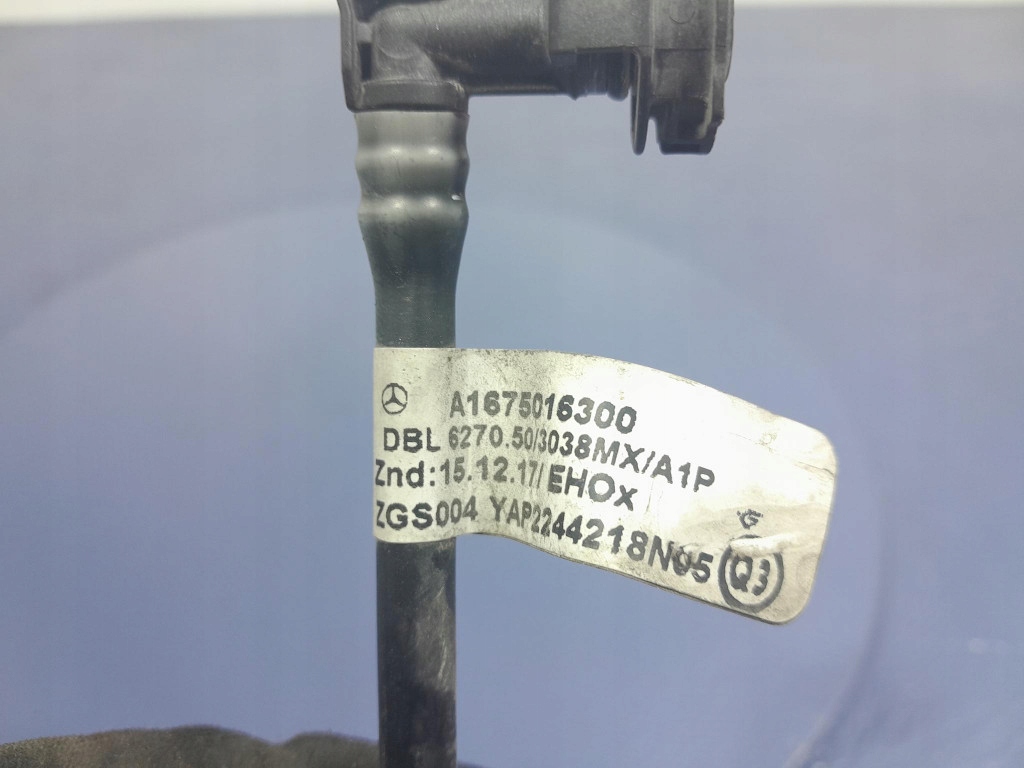 A1675016300
DBL 6270.50/3038MX/A1P
Znd: 15.12.17/ EHOx
ZGS004 YAP2244218N05
G
Q3